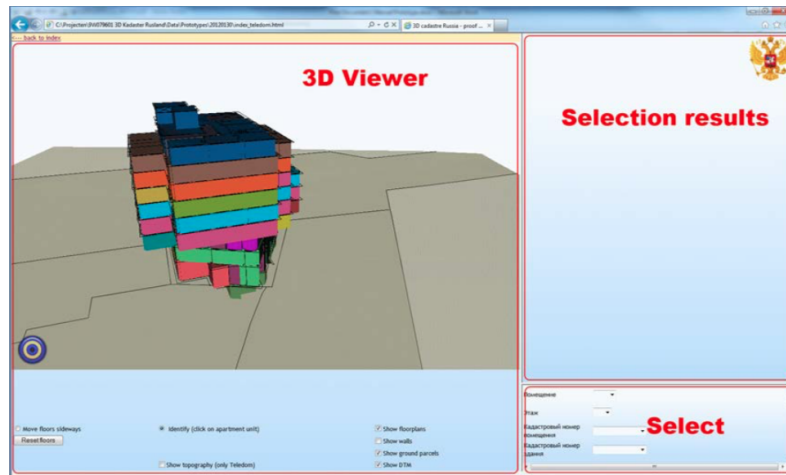 C:\Projecten\9W078601 3D Kadaster Rusland\Data\Prototypes\20120130\index_teledom.html
3D cadastre Russia - proof ...
<--- back to index
3D Viewer
Selection results
Move floors sideways
Identify (click on apartment unit)
Show floorplans
Reset floors
Show walls
Show ground parcels
Show topography (only Teledom)
Show DTM
Помещение
Этаж
Кадастровый номер
помещения
Кадастровый номер
здания
Select